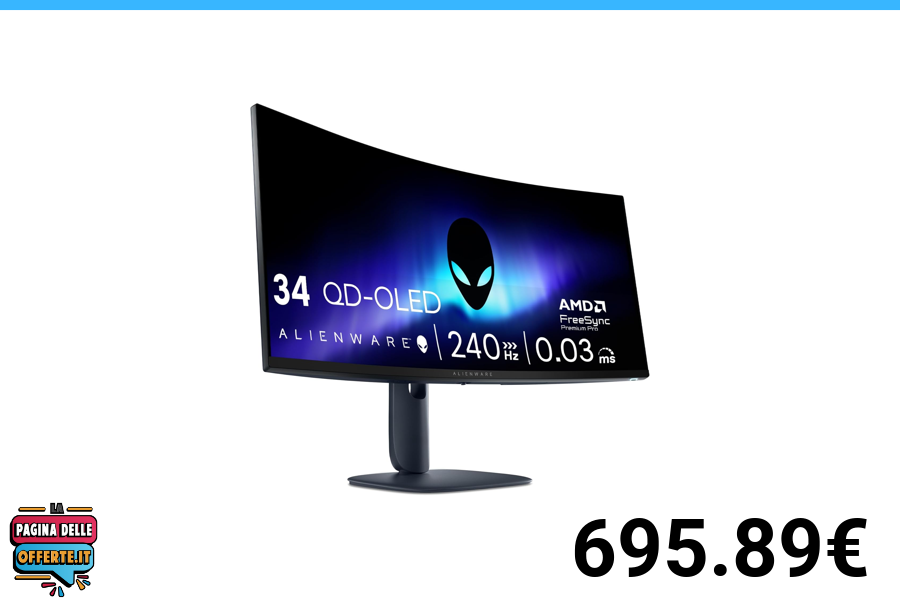 34 QD-OLED
ALIENWARE
240 Hz
0.03 ms
AMD
FreeSync
Premium Pro
ALIENWARE
LA
PAGINA DELLE
OFFERTE.IT
695.89€